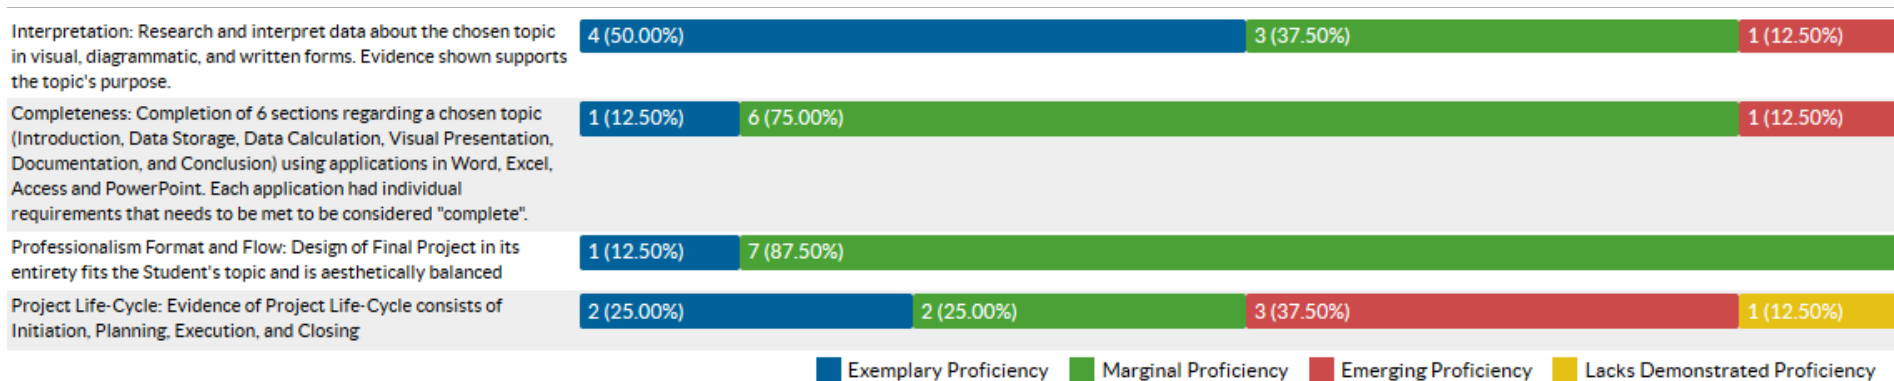 Interpretation: Research and interpret data about the chosen topic
in visual, diagrammatic, and written forms. Evidence shown supports
the topic's purpose.
4 (50.00%) 3 (37.50%) 1 (12.50%)
Completeness: Completion of 6 sections regarding a chosen topic
(Introduction, Data Storage, Data Calculation, Visual Presentation,
Documentation, and Conclusion) using applications in Word, Excel,
Access and PowerPoint. Each application had individual
requirements that needs to be met to be considered "complete".
1 (12.50%) 6 (75.00%) 1 (12.50%)
Professionalism Format and Flow: Design of Final Project in its
entirety fits the Student's topic and is aesthetically balanced
1 (12.50%) 7 (87.50%)
Project Life-Cycle: Evidence of Project Life-Cycle consists of
Initiation, Planning, Execution, and Closing
2 (25.00%) 2 (25.00%) 3 (37.50%) 1 (12.50%)
Exemplary Proficiency Marginal Proficiency Emerging Proficiency Lacks Demonstrated Proficiency